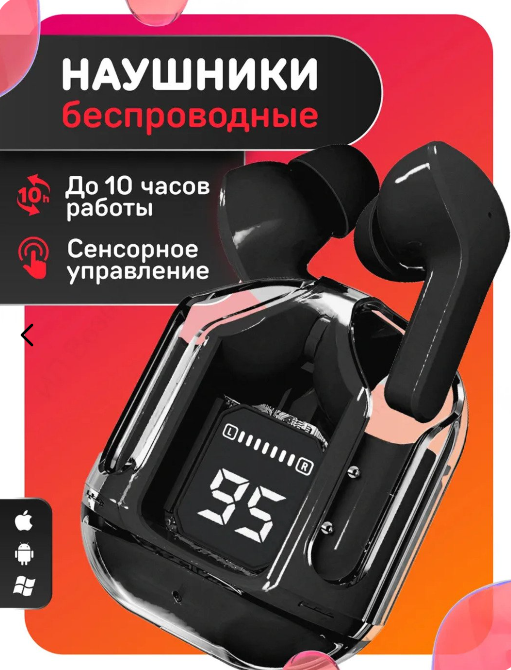 НАУШНИКИ
беспроводные
10h
До 10 часов
работы
Сенсорное
управление
L R
95